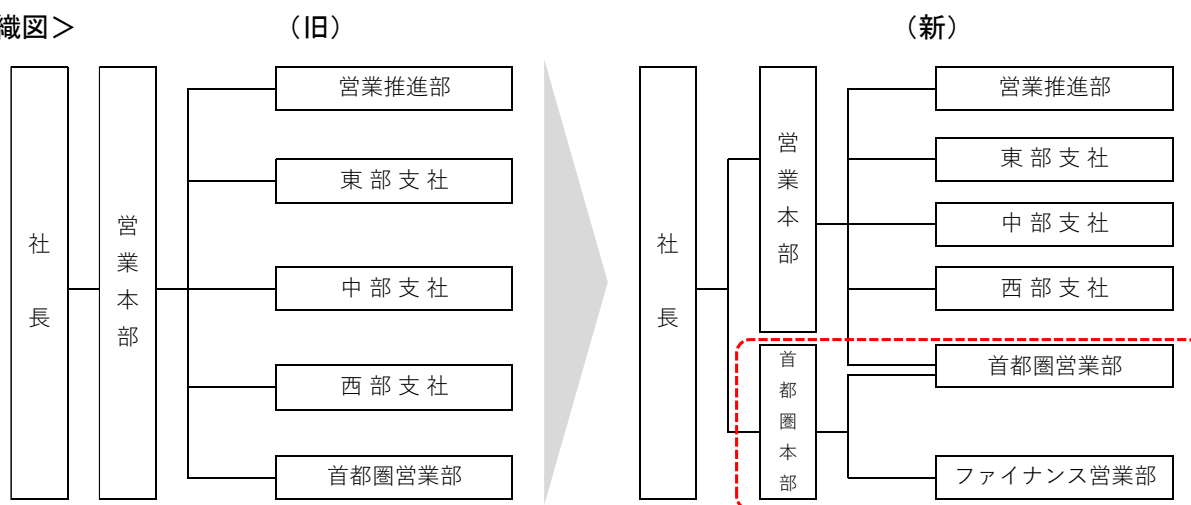 織図＞
（旧）
（新）
社長
営業本部
営業推進部
東部支社
中部支社
西部支社
首都圏営業部
社長
営業本部
首都圏本部
営業推進部
東部支社
中部支社
西部支社
首都圏営業部
ファイナンス営業部